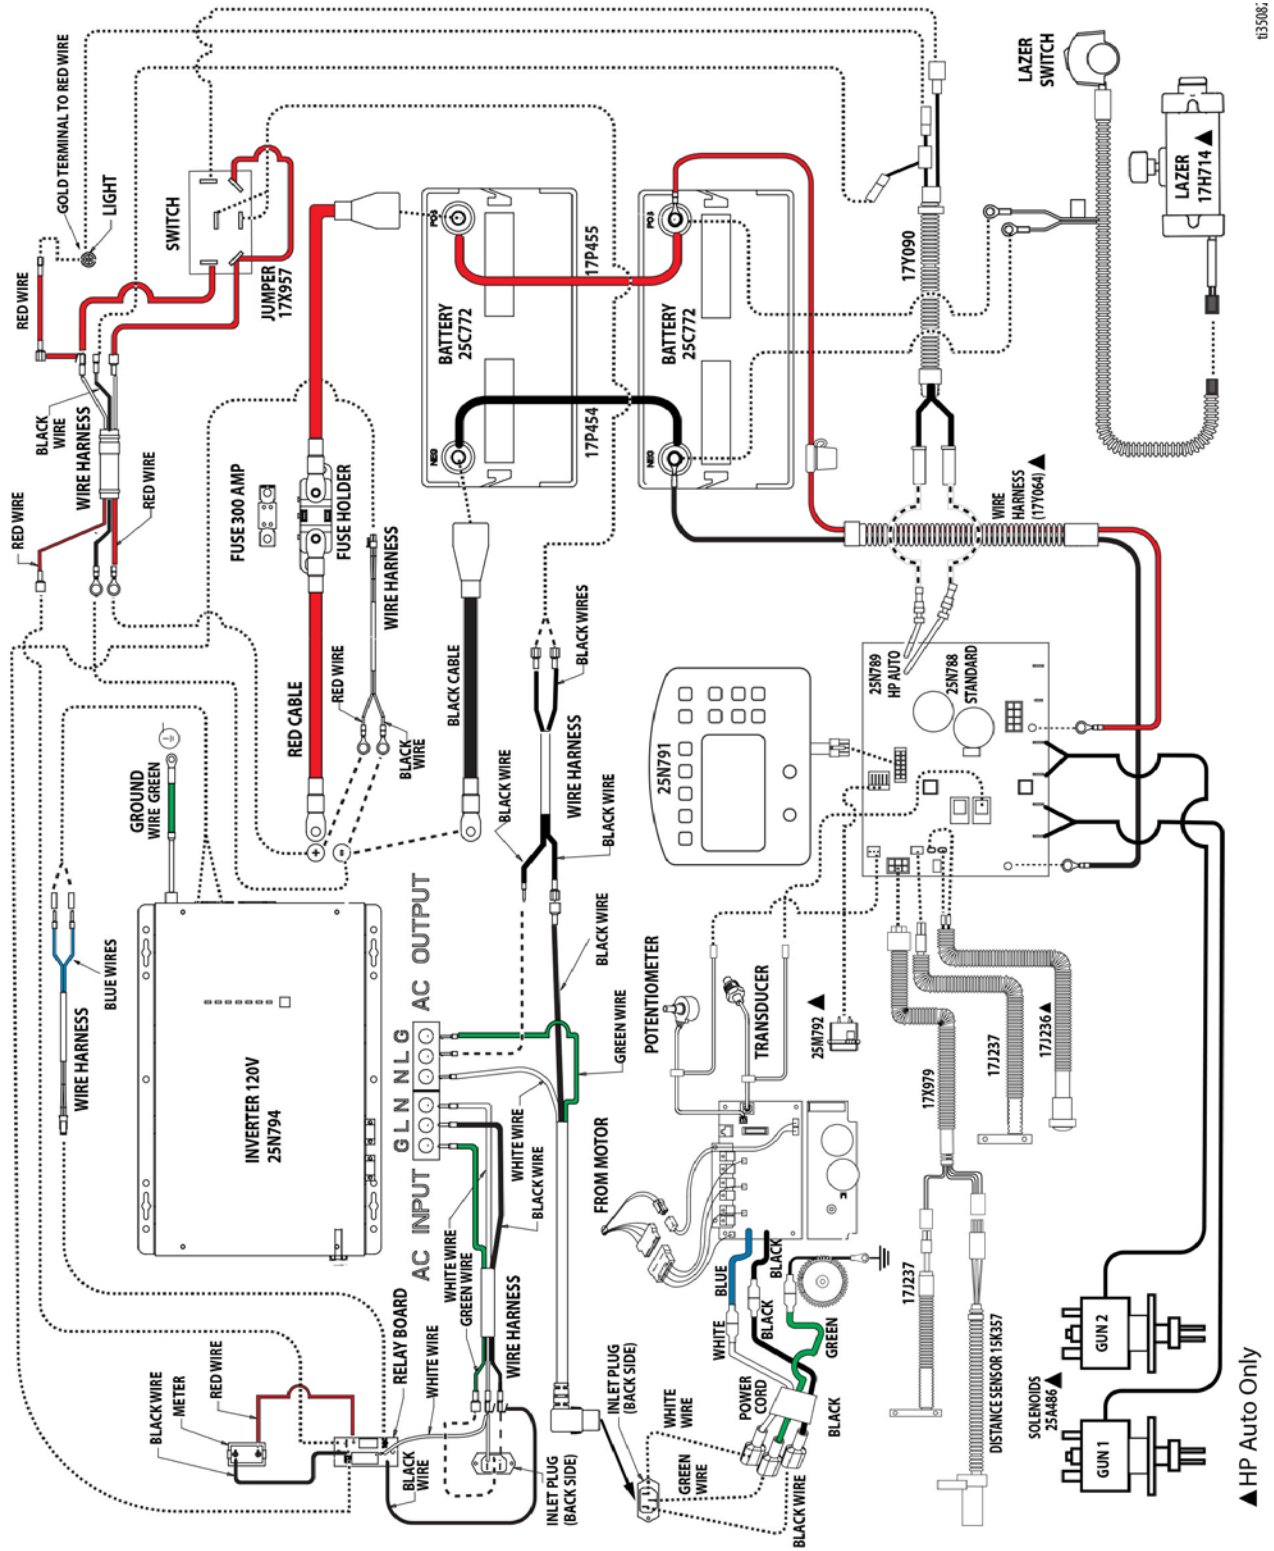 ti35082
GOLD TERMINAL TO RED WIRE
LIGHT
RED WIRE
SWITCH
JUMPER
17X957
BLACK
WIRE
WIRE HARNESS
RED WIRE
RED WIRE
FUSE 300 AMP
FUSE HOLDER
RED CABLE
WIRE HARNESS
RED WIRE
BLACK
WIRE
POS
NEG
BATTERY
25C772
17P455
17P454
POS
NEG
BATTERY
25C772
LAZER
SWITCH
LAZER
17H714 ▲
17Y090
WIRE
HARNESS
(17Y064) ▲
BLACK CABLE
BLACK WIRES
WIRE HARNESS
BLACK WIRE
BLACK WIRE
BLACK WIRE
GROUND
WIRE GREEN
+
-
BLUE WIRES
WIRE HARNESS
INVERTER 120V
25N794
AC INPUT
G L N
N L G
AC OUTPUT
GREEN WIRE
WHITE WIRE
BLACK WIRE
WHITE WIRE
GREEN WIRE
WIRE HARNESS
BLACK WIRE
METER
RED WIRE
RELAY BOARD
WHITE WIRE
BLACK
WIRE
INLET PLUG
(BACK SIDE)
25N791
25N789
HP AUTO
25N788
STANDARD
POTENTIOMETER
TRANSDUCER
25M792 ▲
FROM MOTOR
BLUE
BLACK
WHITE
BLACK
GREEN
POWER
CORD
BLACK
INLET PLUG
(BACK SIDE)
WHITE
WIRE
GREEN
WIRE
BLACK WIRE
17X979
17J237
17J236 ▲
17J237
DISTANCE SENSOR 15K357
SOLENOIDS
25A486 ▲
GUN 1
GUN 2
▲ HP Auto Only